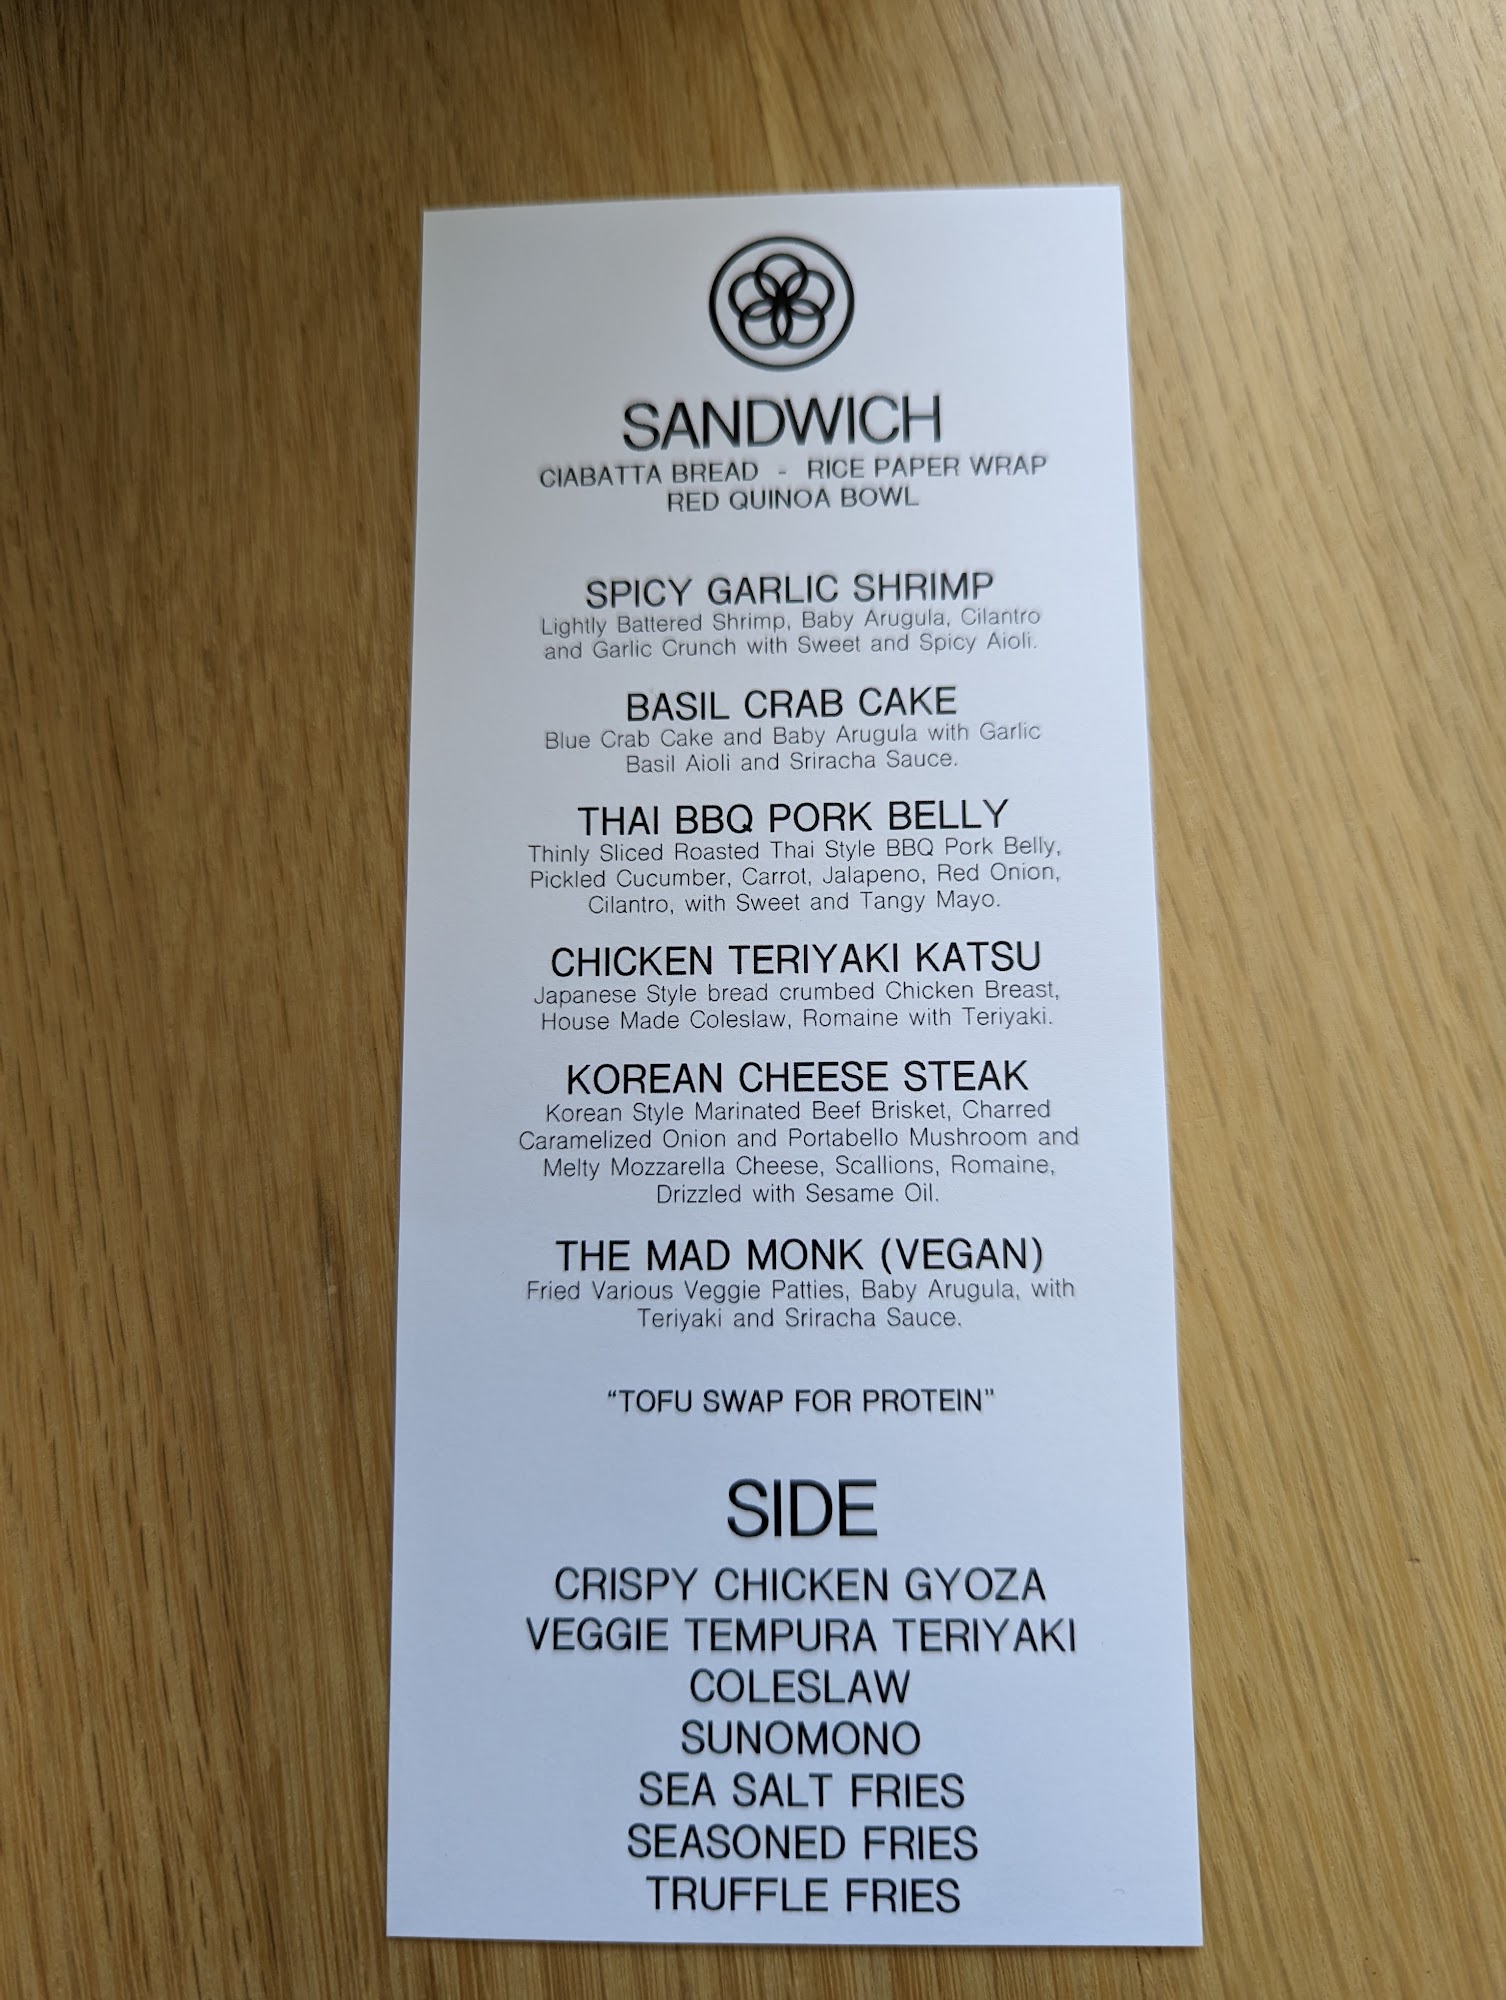 SANDWICH
CIABATTA BREAD - RICE PAPER WRAP
RED QUINOA BOWL
SPICY GARLIC SHRIMP
Lightly Battered Shrimp, Baby Arugula, Cilantro
and Garlic Crunch with Sweet and Spicy Aioli.
BASIL CRAB CAKE
Blue Crab Cake and Baby Arugula with Garlic
Basil Aioli and Sriracha Sauce.
THAI BBQ PORK BELLY
Thinly Sliced Roasted Thai Style BBQ Pork Belly,
Pickled Cucumber, Carrot, Jalapeno, Red Onion,
Cilantro, with Sweet and Tangy Mayo.
CHICKEN TERIYAKI KATSU
Japanese Style bread crumbed Chicken Breast,
House Made Coleslaw, Romaine with Teriyaki.
KOREAN CHEESE STEAK
Korean Style Marinated Beef Brisket, Charred
Caramelized Onion and Portabello Mushroom and
Melty Mozzarella Cheese, Scallions, Romaine,
Drizzled with Sesame Oil.
THE MAD MONK (VEGAN)
Fried Various Veggie Patties, Baby Arugula, with
Teriyaki and Sriracha Sauce.
“TOFU SWAP FOR PROTEIN”
SIDE
CRISPY CHICKEN GYOZA
VEGGIE TEMPURA TERIYAKI
COLESLAW
SUNOMONO
SEA SALT FRIES
SEASONED FRIES
TRUFFLE FRIES